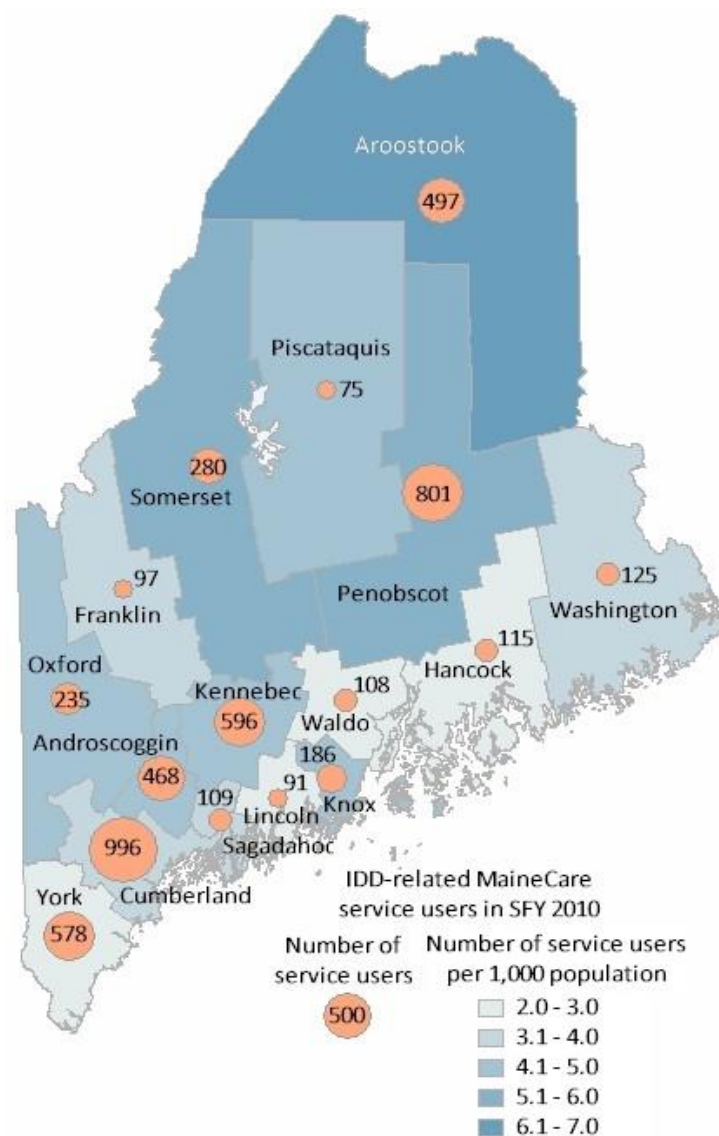 Aroostook
497
Piscataquis
75
280
Somerset
801
97
Franklin
Penobscot
125
Washington
115
Hancock
Oxford
235
Kennebec
596
108
Waldo
Androscoggin
468
186
Knox
91
Lincoln
109
Sagadahoc
996
Cumberland
York
578
IDD-related MaineCare
service users in SFY 2010
Number of
service users
500
Number of service users
per 1,000 population
2.0 - 3.0
3.1 - 4.0
4.1 - 5.0
5.1 - 6.0
6.1 - 7.0